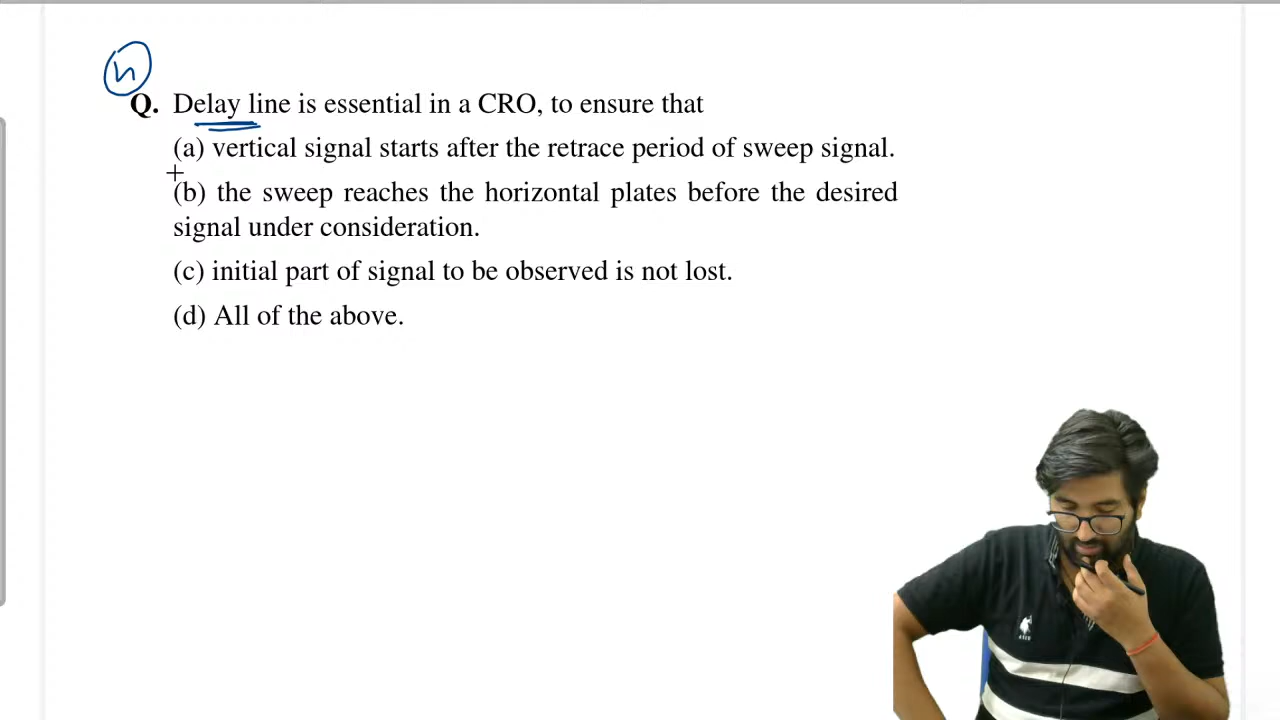 n
Q. Delay line is essential in a CRO, to ensure that
(a) vertical signal starts after the retrace period of sweep signal.
(b) the sweep reaches the horizontal plates before the desired
signal under consideration.
(c) initial part of signal to be observed is not lost.
(d) All of the above.